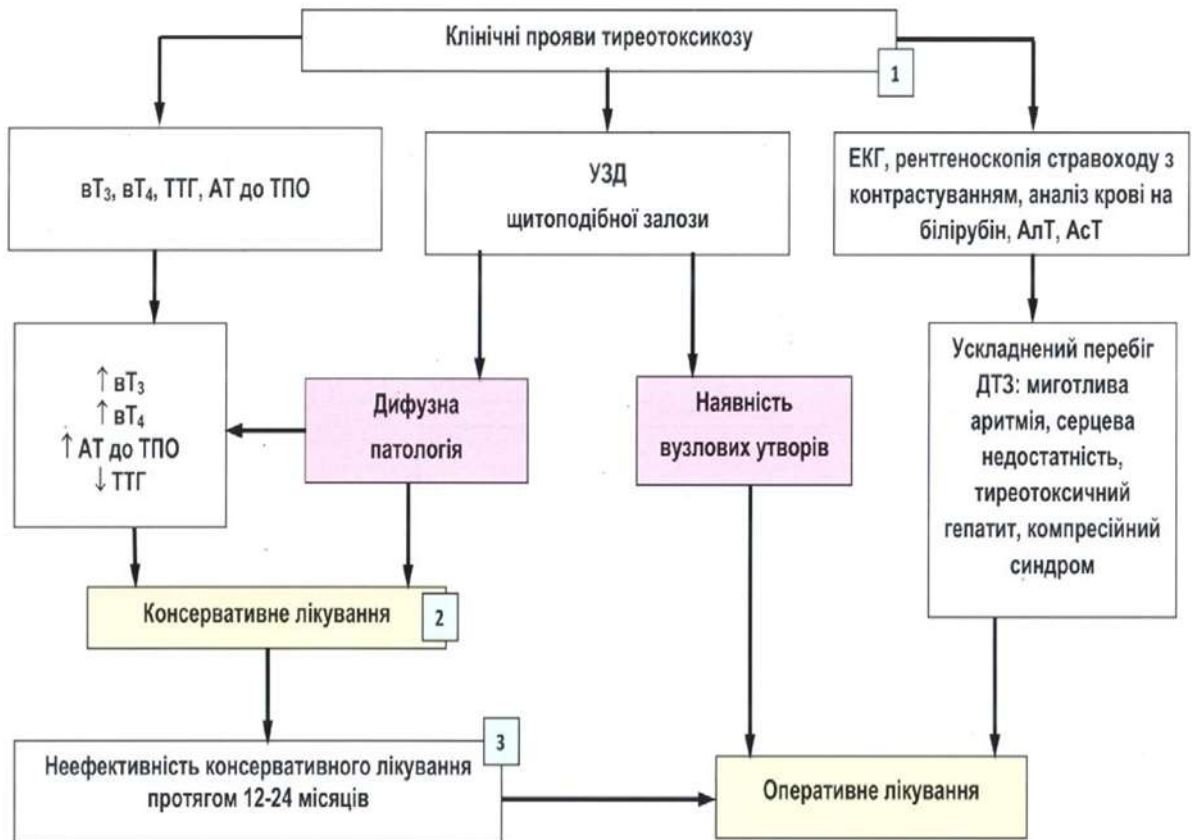 Клінічні прояви тиреотоксикозу
1
вТ₃, вТ₄, ТТГ, АТ до ТПО
УЗД
щитоподібної залози
ЕКГ, рентгеноскопія стравоходу з
контрастуванням, аналіз крові на
білірубін, АлТ, АсТ
↑ вТ₃
↑ вТ₄
↑ АТ до ТПО
↓ ТТГ
Дифузна
патологія
Наявність
вузлових утворів
Ускладнений перебіг
ДТЗ: миготлива
аритмія, серцева
недостатність,
тиреотоксичний
гепатит, компресійний
синдром
Консервативне лікування
2
3
Неефективність консервативного лікування
протягом 12-24 місяців
Оперативне лікування